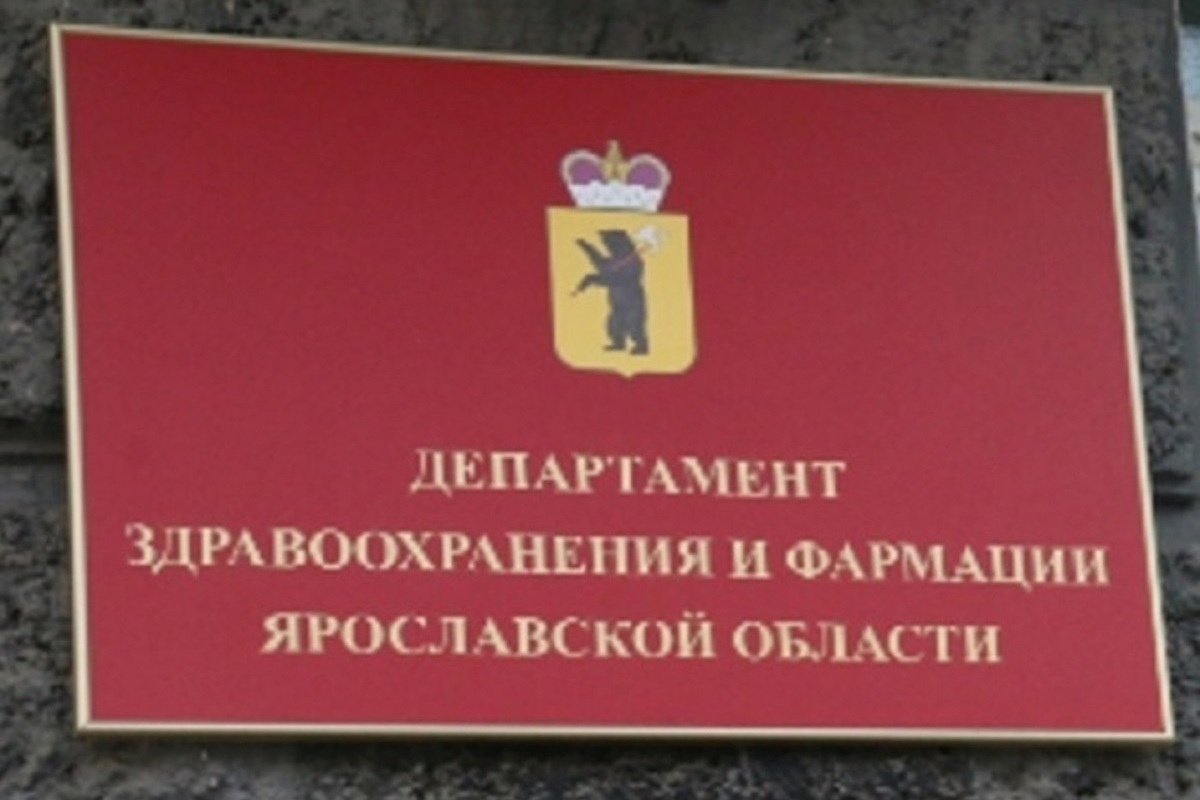 ДЕПАРТАМЕНТ
ЗДРАВООХРАНЕНИЯ И ФАРМАЦИИ
ЯРОСЛАВСКОЙ ОБЛАСТИ